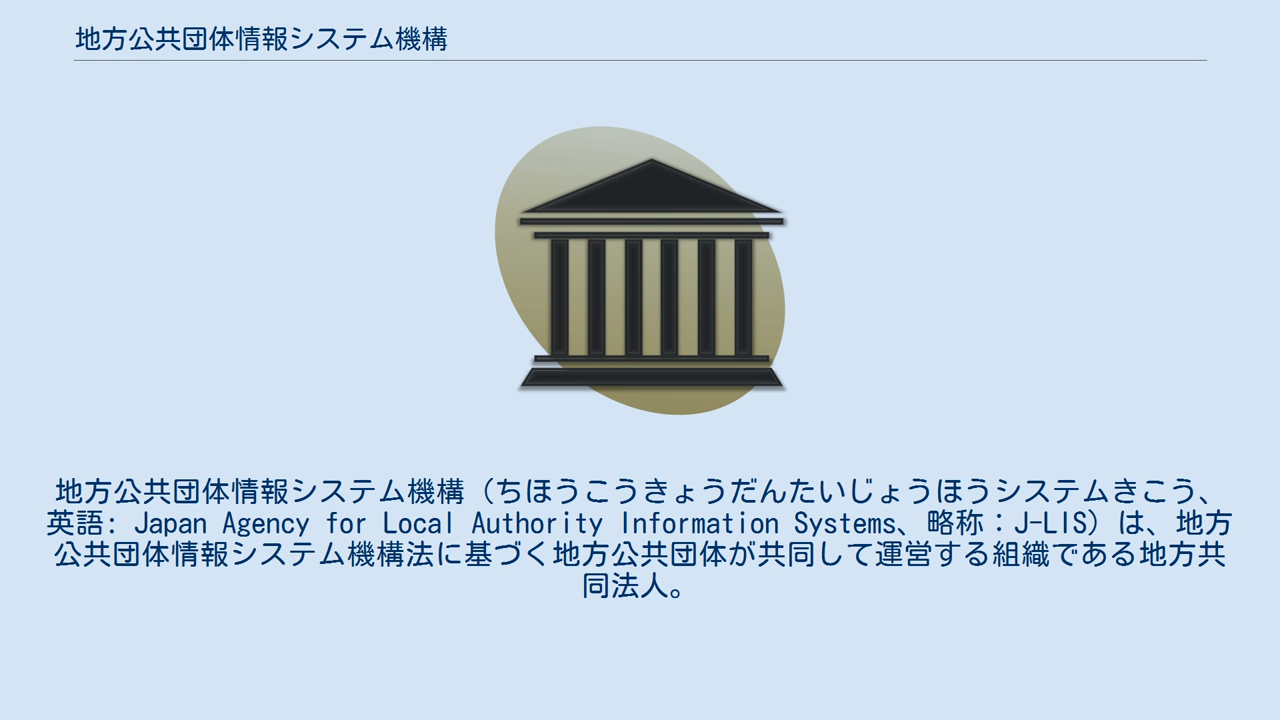 地方公共団体情報システム機構
地方公共団体情報システム機構（ちほうこうきょうだんたいじょうほうシステムきこう、
英語: Japan Agency for Local Authority Information Systems、略称：J-LIS）は、地方
公共団体情報システム機構法に基づく地方公共団体が共同して運営する組織である地方共
同法人。